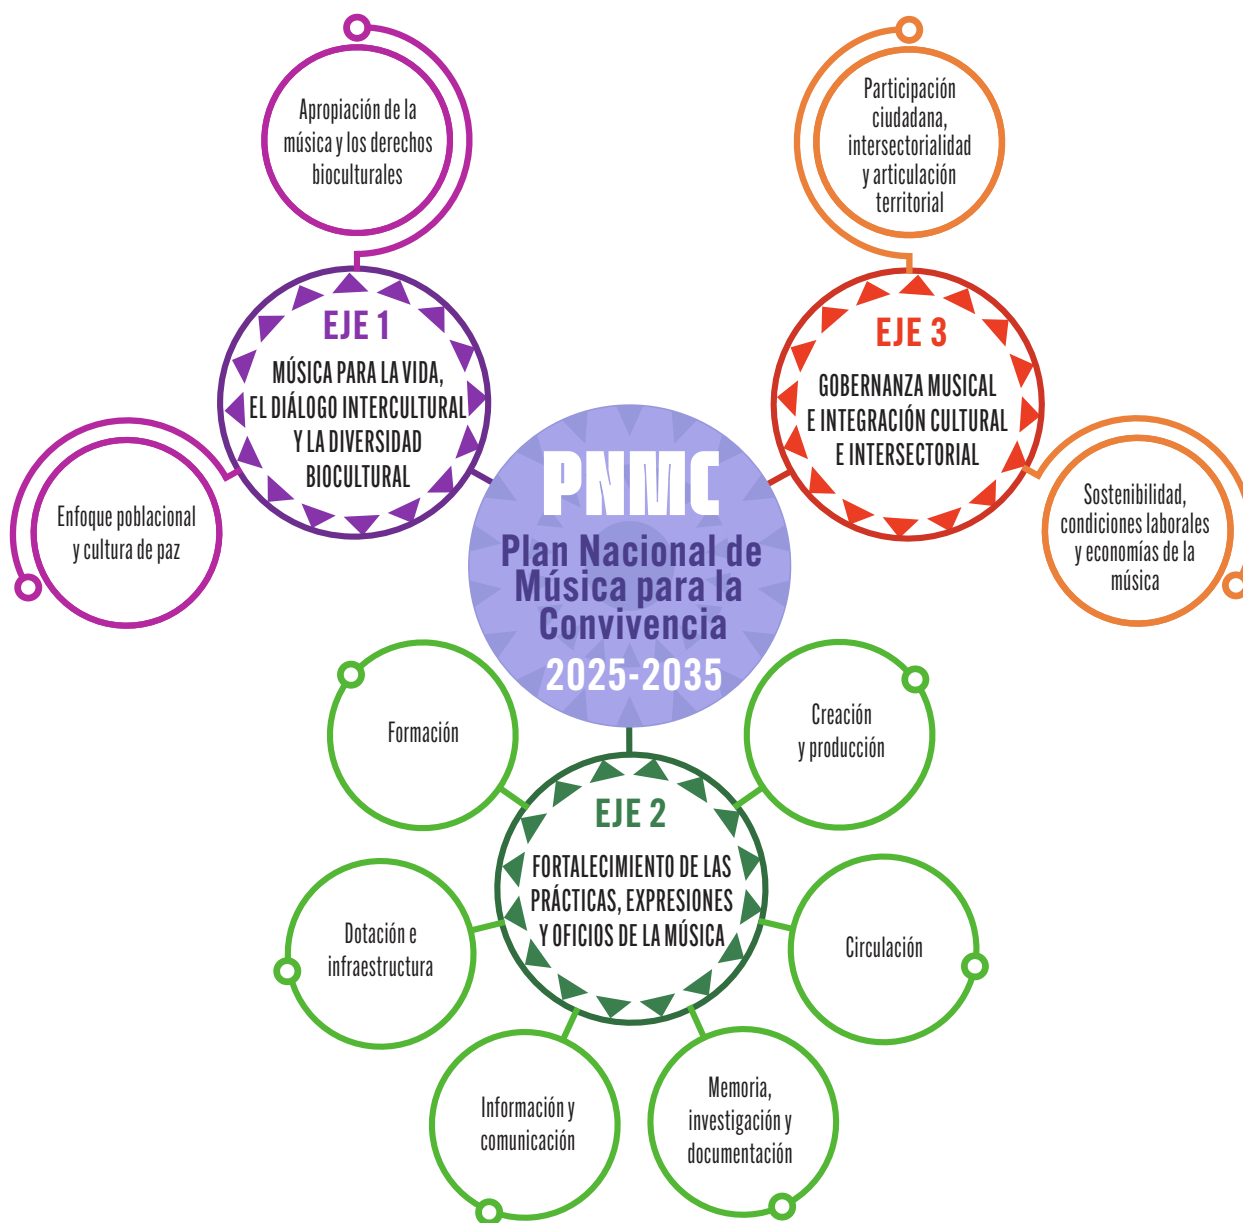 Apropiación de la
música y los derechos
bioculturales
Participación
ciudadana,
intersectorialidad
y articulación
territorial
EJE 1
MÚSICA PARA LA VIDA,
EL DIÁLOGO INTERCULTURAL
Y LA DIVERSIDAD
BIOCULTURAL
EJE 3
GOBERNANZA MUSICAL
E INTEGRACIÓN CULTURAL
E INTERSECTORIAL
Enfoque poblacional
y cultura de paz
PNMC
Plan Nacional de
Música para la
Convivencia
2025-2035
Sostenibilidad,
condiciones laborales
y economías de la
música
Formación
Creación
y producción
EJE 2
FORTALECIMIENTO DE LAS
PRÁCTICAS, EXPRESIONES
Y OFICIOS DE LA MÚSICA
Dotación e
infraestructura
Circulación
Información y
comunicación
Memoria,
investigación y
documentación